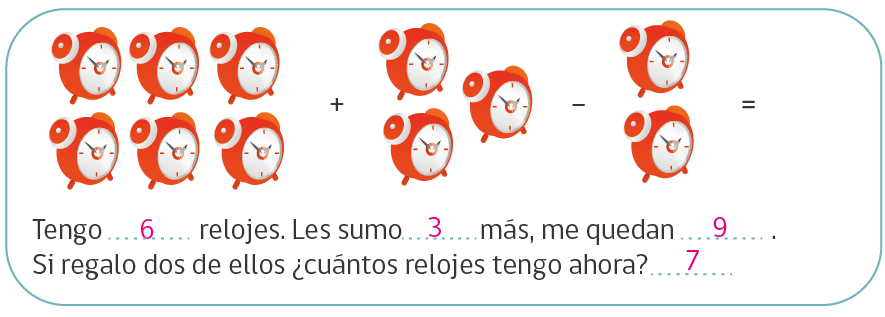 + − =
Tengo 6 relojes. Les sumo 3 más, me quedan 9 .
Si regalo dos de ellos ¿cuántos relojes tengo ahora? 7